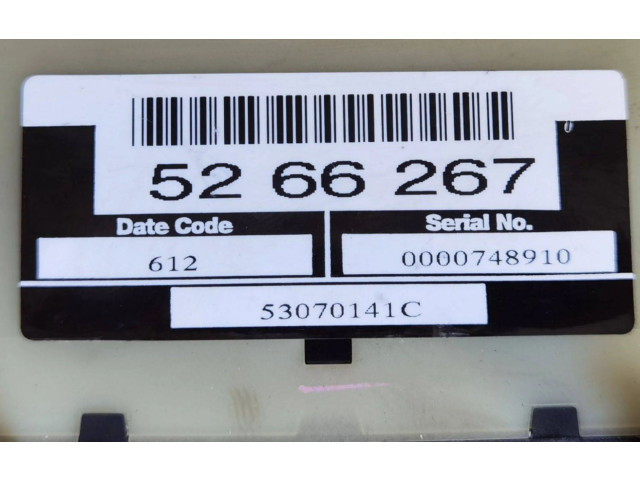 52 66 267
Date Code Serial No.
612 0000748910
53070141C